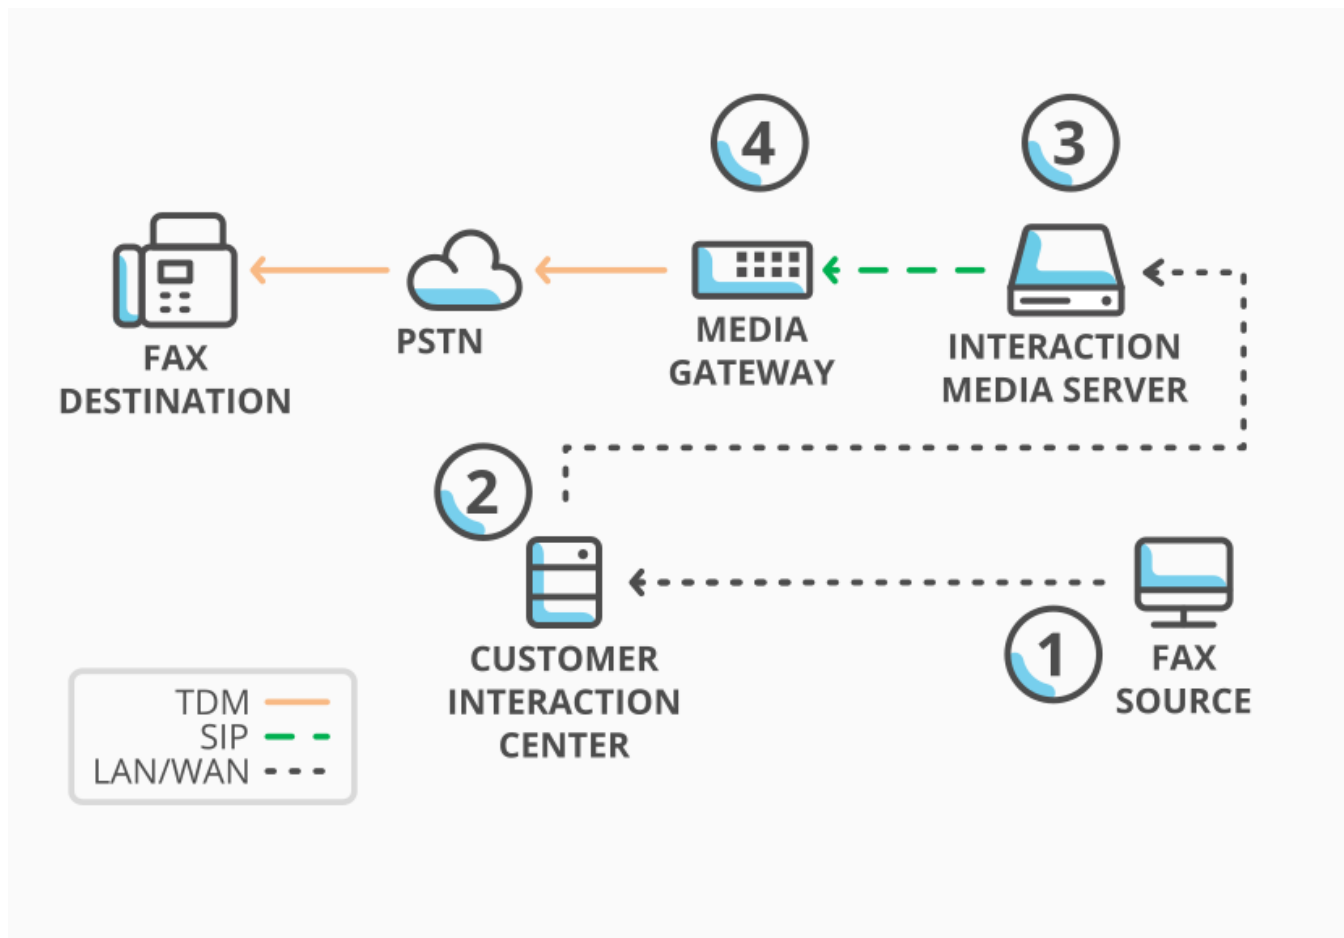 4
3
FAX
DESTINATION
PSTN
MEDIA
GATEWAY
INTERACTION
MEDIA SERVER
2
CUSTOMER
INTERACTION
CENTER
1
FAX
SOURCE
TDM
SIP
LAN/WAN